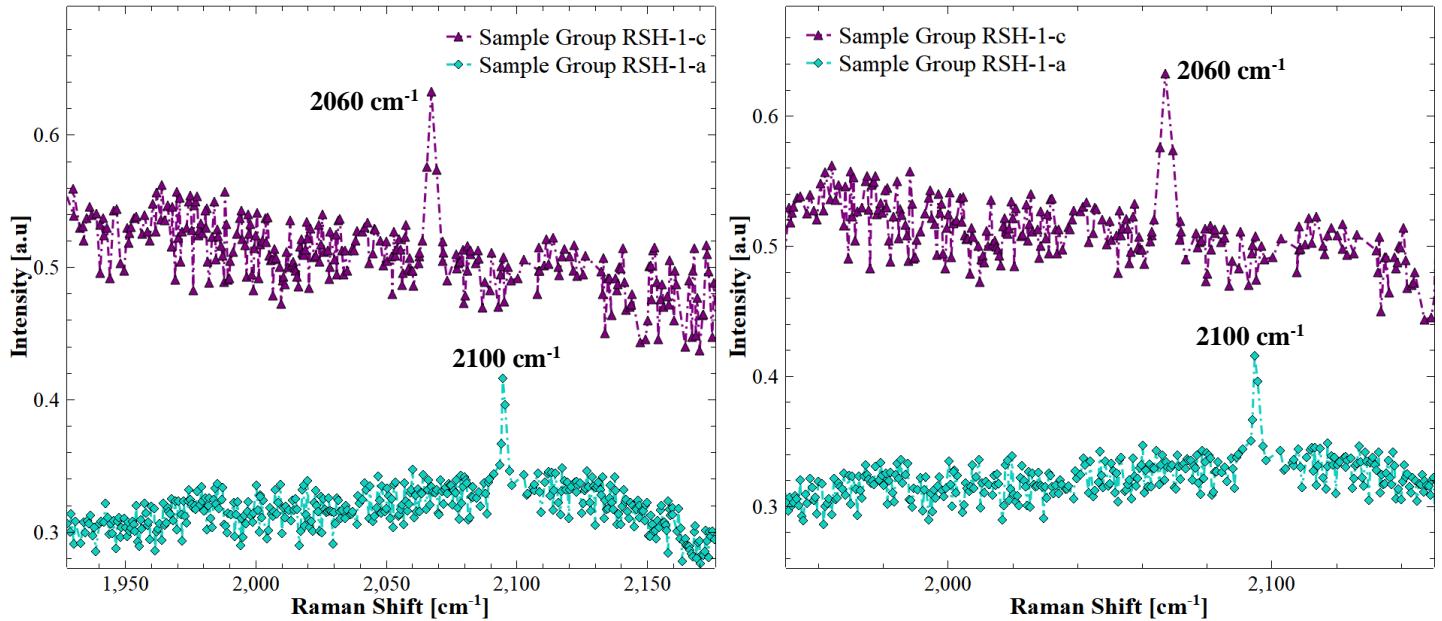 Sample Group RSH-1-c
Sample Group RSH-1-a
2060 cm-1
2100 cm-1
0.6
0.5
0.4
0.3
Intensity [a.u]
1,950
2,000
2,050
2,100
2,150
Raman Shift [cm-1]
Sample Group RSH-1-c
Sample Group RSH-1-a
2060 cm-1
2100 cm-1
0.6
0.5
0.4
0.3
Intensity [a.u]
2,000
2,100
Raman Shift [cm-1]